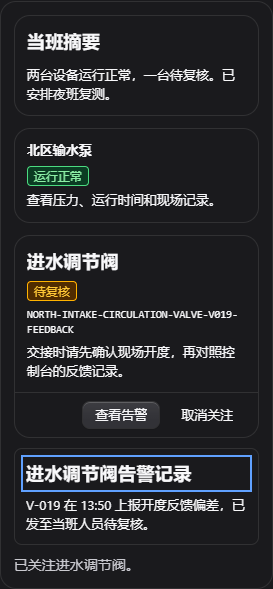 当班摘要
两台设备运行正常，一台待复核。已
安排夜班复测。
北区输水泵
运行正常
查看压力、运行时间和现场记录。
进水调节阀
待复核
NORTH-INTAKE-CIRCULATION-VALVE-V019-
FEEDBACK
交接时请先确认现场开度，再对照控
制台的反馈记录。
查看告警 取消关注
进水调节阀告警记录
V-019 在 13:50 上报开度反馈偏差，已
发至当班人员待复核。
已关注进水调节阀。